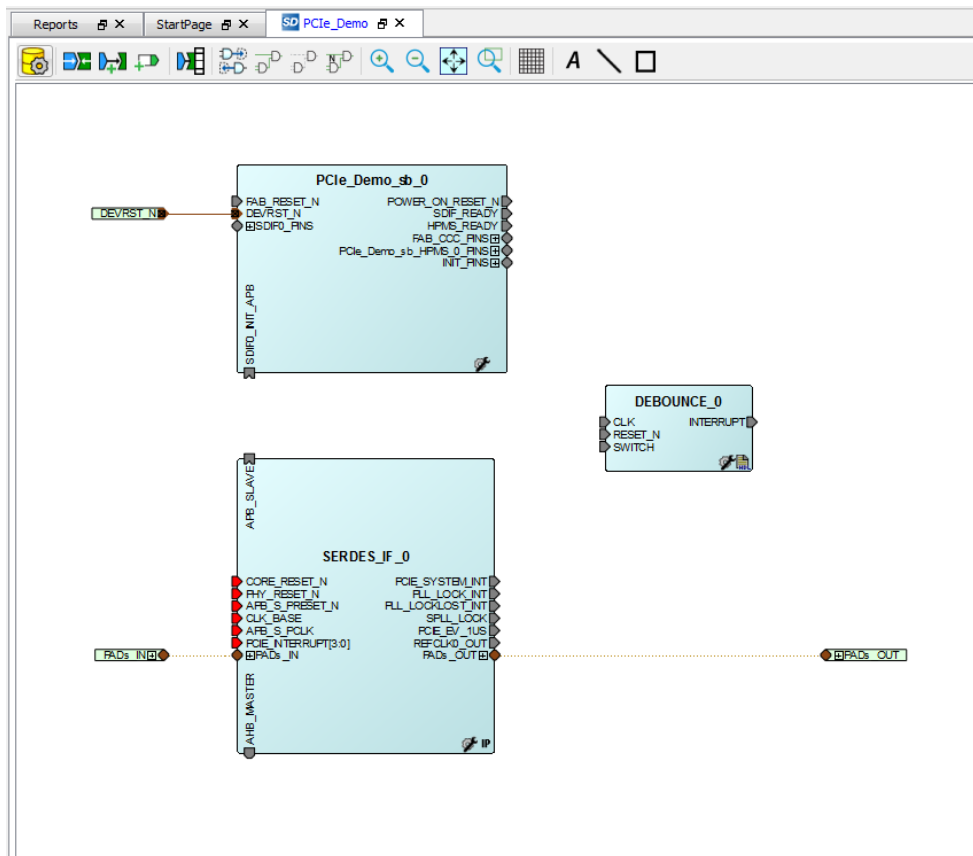 Reports
StartPage
SD PCIe_Demo
N
A
PCIe_Demo_sb_0
FAB_RESET_N
POWER_ON_RESET_N
DEVRST_N
DEVRST_N
SDIF_READY
SDIF0_PINS
HPMS_READY
FAB_CCC_PINS
PCIe_Demo_sb_HPMS_0_PINS
INIT_PINS
SDIF0_INIT_APB
DEBOUNCE_0
CLK
INTERRUPT
RESET_N
SWITCH
APB_SLAVE
SERDES_IF_0
CORE_RESET_N
PCIE_SYSTEM_INT
PHY_RESET_N
PLL_LOCK_INT
APB_S_PRESET_N
PLL_LOCKLOST_INT
CLK_BASE
SPLL_LOCK
APB_S_PCLK
PCIE_EV_1US
PCIE_INTERRUPT[3:0]
REFCLK0_OUT
PADs_IN
PADs_IN
PADs_OUT
PADs_OUT
AHB_MASTER
IP